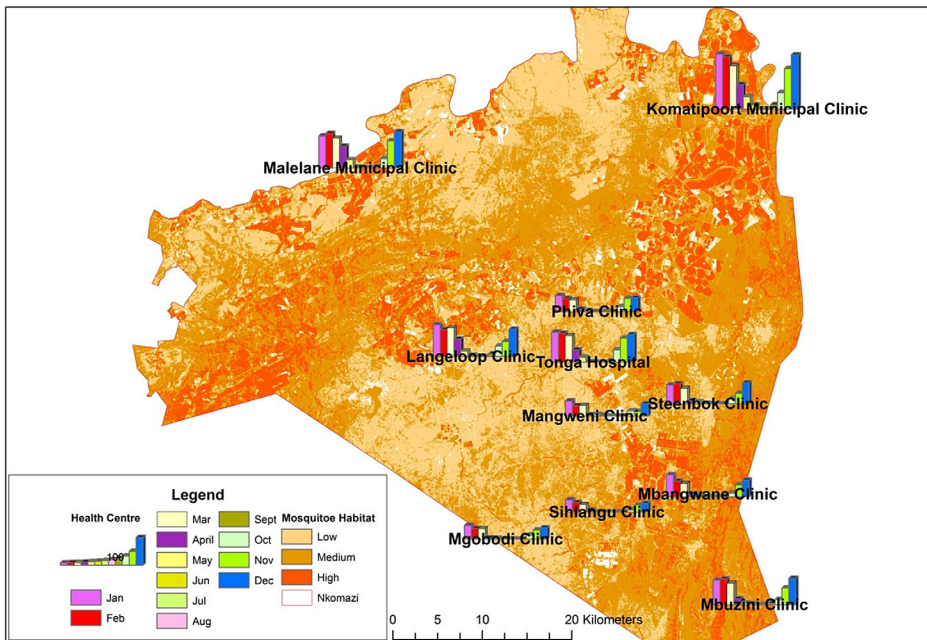 Komatipoort Municipal Clinic
Malelane Municipal Clinic
Phiva Clinic
Langeloop Clinic
Tonga Hospital
Mangweni Clinic
Steenbok Clinic
Mbangwane Clinic
Sihlangu Clinic
Mgobodi Clinic
Mbuzini Clinic
Legend
Health Centre
100
Jan
Feb
Mar
April
May
Jun
Jul
Aug
Sept
Oct
Nov
Dec
Mosquitoe Habitat
Low
Medium
High
Nkomazi
0 5 10 20 Kilometers